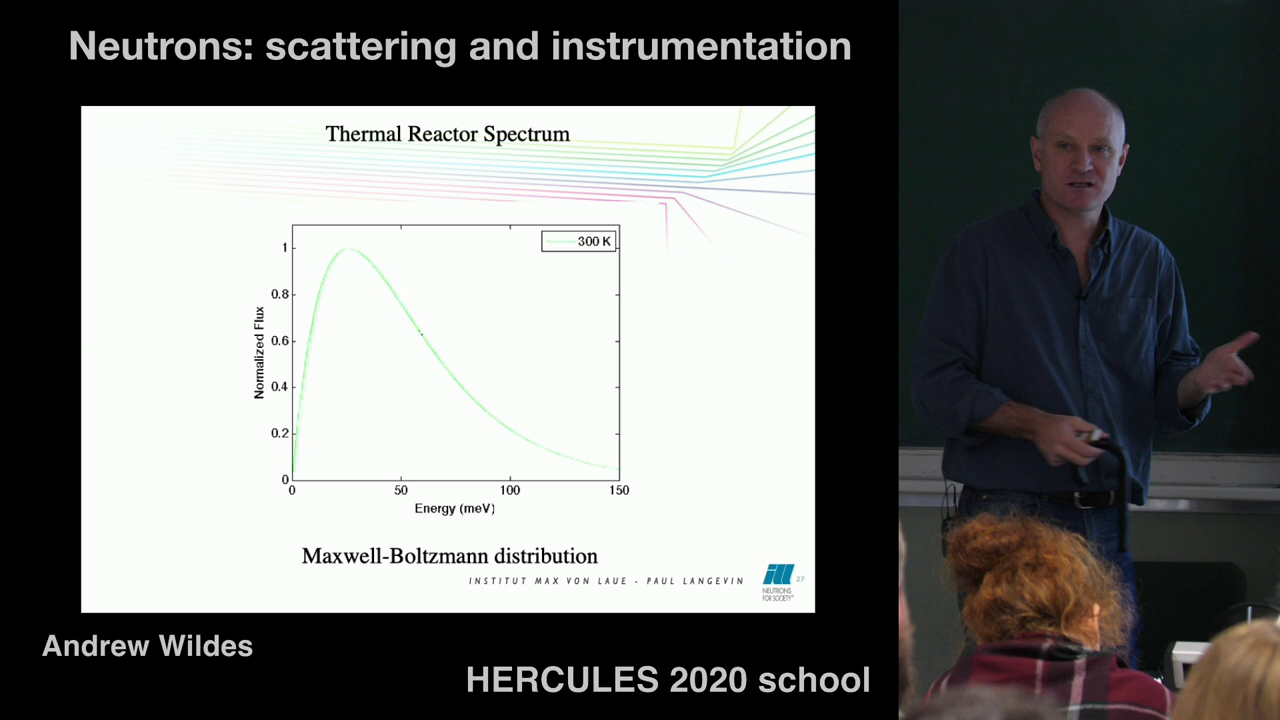 Neutrons: scattering and instrumentation
Thermal Reactor Spectrum
300 K
1
0.8
0.6
0.4
0.2
0
0 50 100 150
Normalized Flux
Energy (meV)
Maxwell-Boltzmann distribution
INSTITUT MAX VON LAUE - PAUL LANGEVIN
ill
27
NEUTRONS
FOR SOCIETY
Andrew Wildes
HERCULES 2020 school